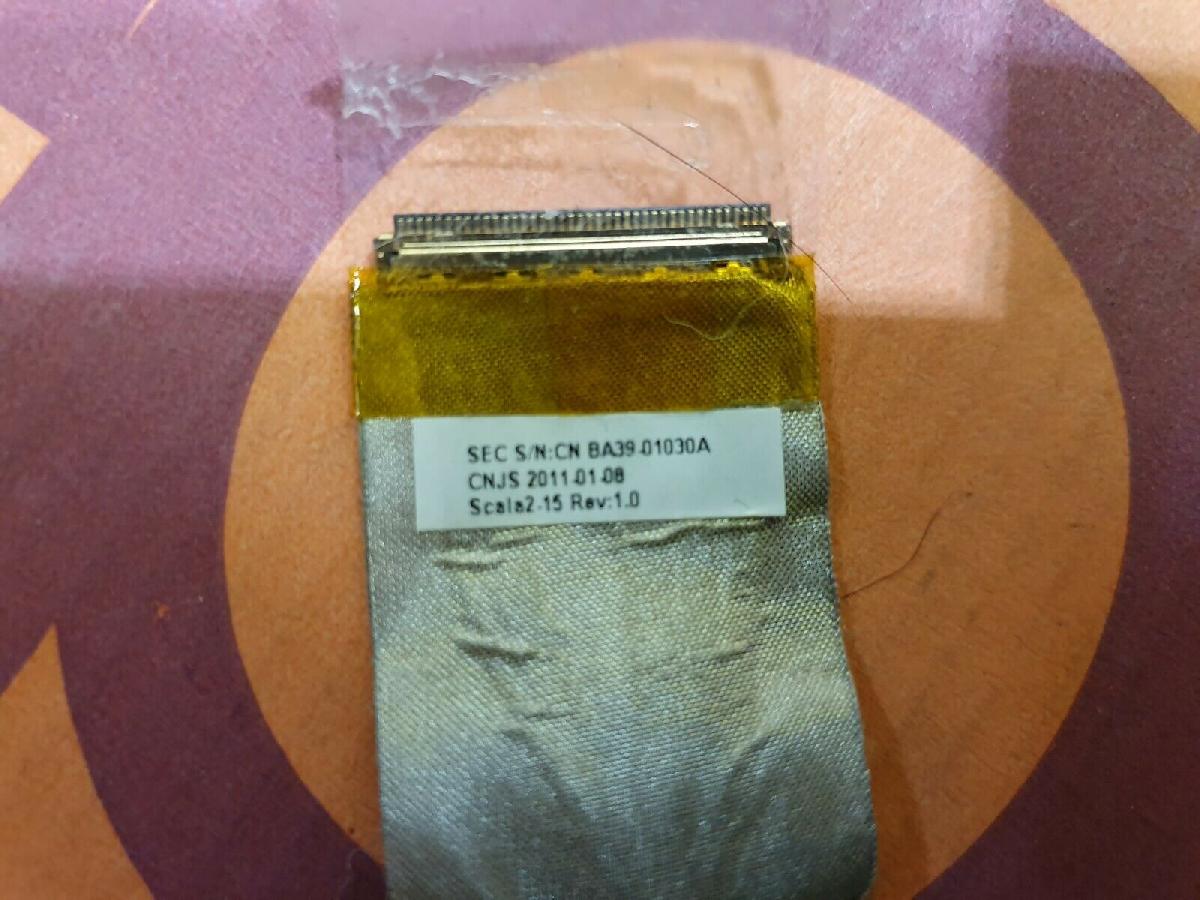 SEC S/N:CN BA39-01030A
CNJS 2011-01-08
Scala2-15 Rev:1.0